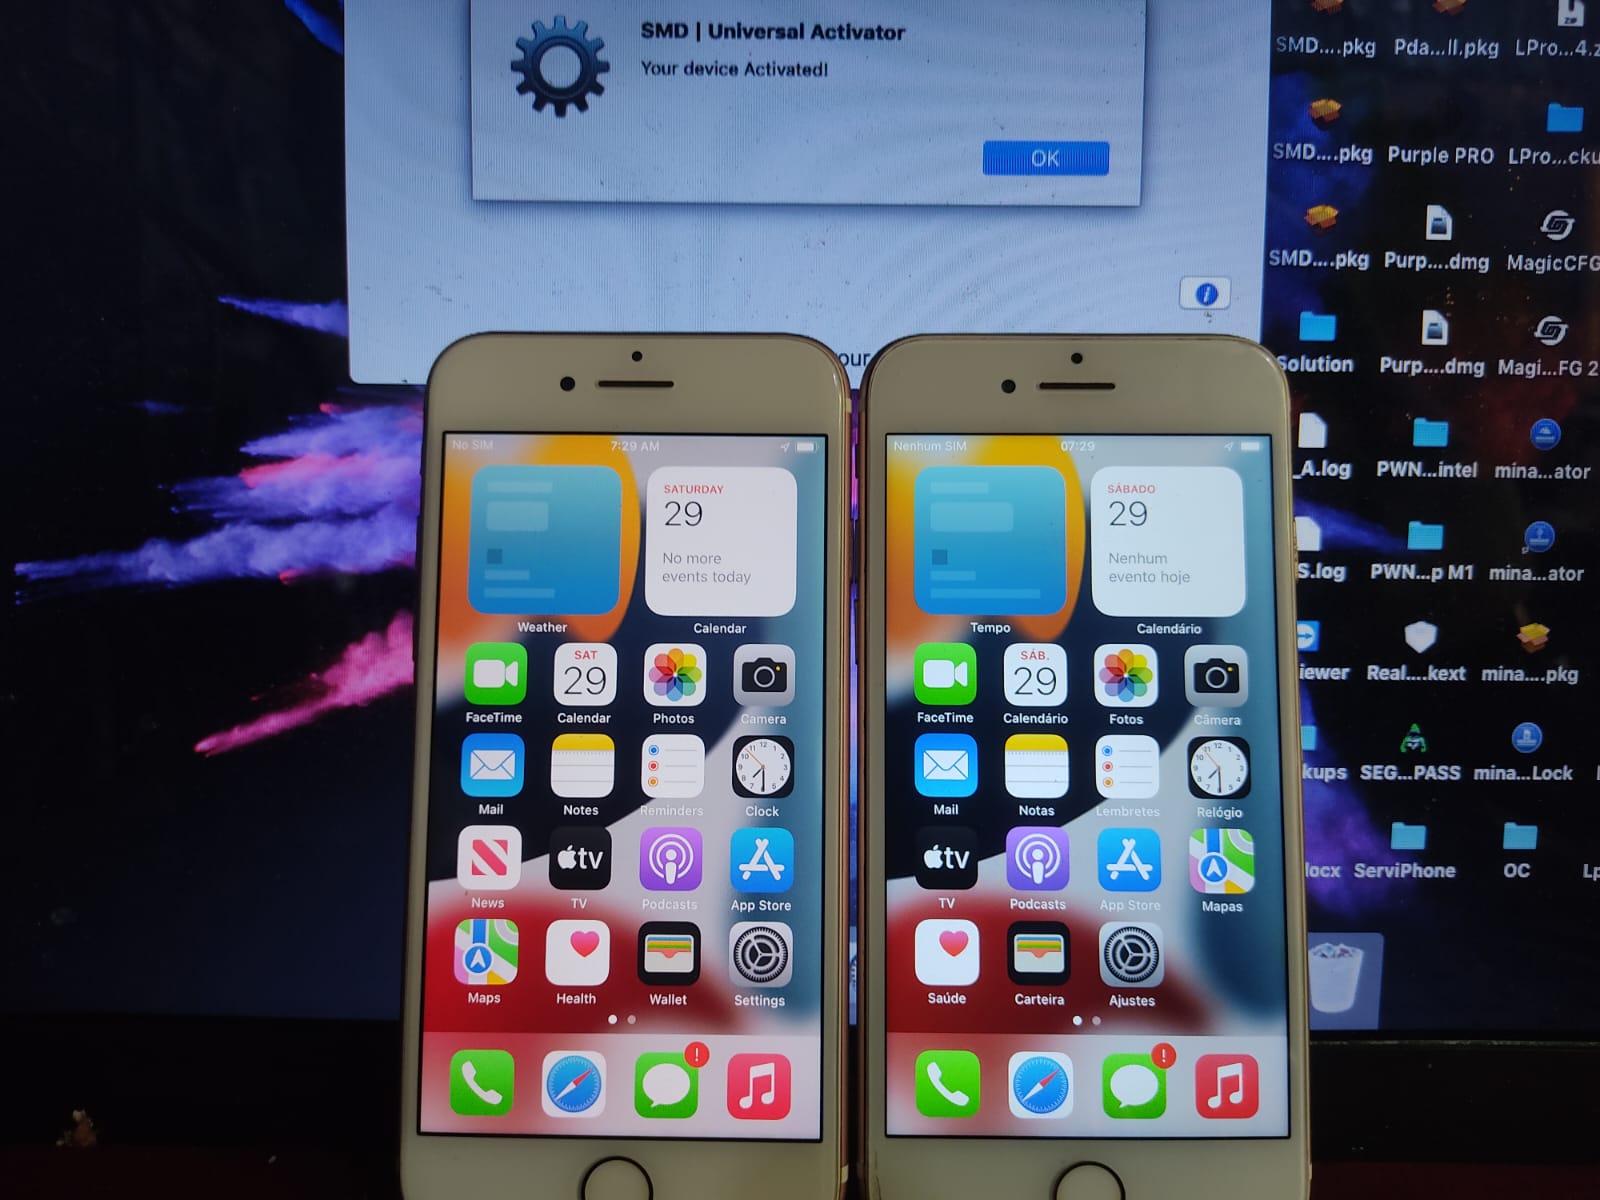 SMD | Universal Activator
Your device Activated!
OK
our
SMD....pkg
Pda...ll.pkg
LPro...4.z
ZIP
SMD....pkg
Purple PRO
LPro...cku
SMD....pkg
Purp....dmg
MagicCFG
Solution
Purp....dmg
Magi...FG 2
_A.log
PWN...intel
mina...ator
S.log
PWN...p M1
mina...ator
iewer
Real....kext
mina....pkg
kups
SEG...PASS
mina...Lock
locx
ServiPhone
OC
Lp
No SIM
7:29 AM
SATURDAY
29
No more
events today
Weather
Calendar
SAT
29
FaceTime
Calendar
Photos
Camera
Mail
Notes
Reminders
Clock
tv
News
TV
Podcasts
App Store
Maps
Health
Wallet
Settings
!
Nenhum SIM
07:29
SÁBADO
29
Nenhum
evento hoje
Tempo
Calendário
SÁB.
29
FaceTime
Calendário
Fotos
Câmera
Mail
Notas
Lembretes
Relógio
tv
TV
Podcasts
App Store
Mapas
Saúde
Carteira
Ajustes
!